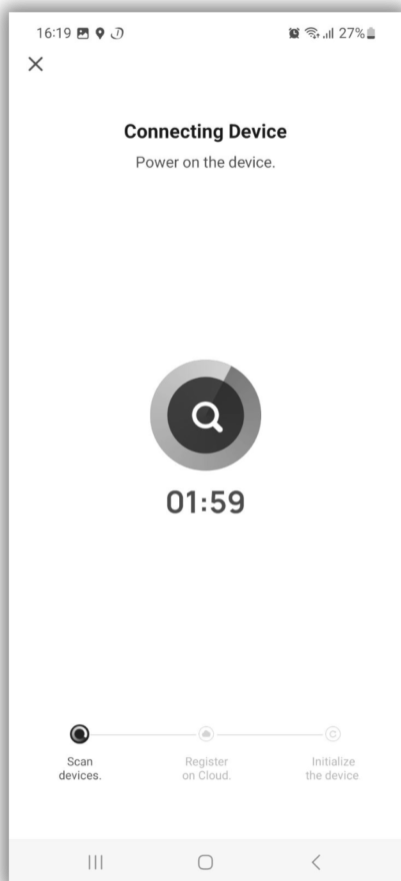 16:19 27%
Connecting Device
Power on the device.
01:59
Scan
devices.
Register
on Cloud.
Initialize
the device